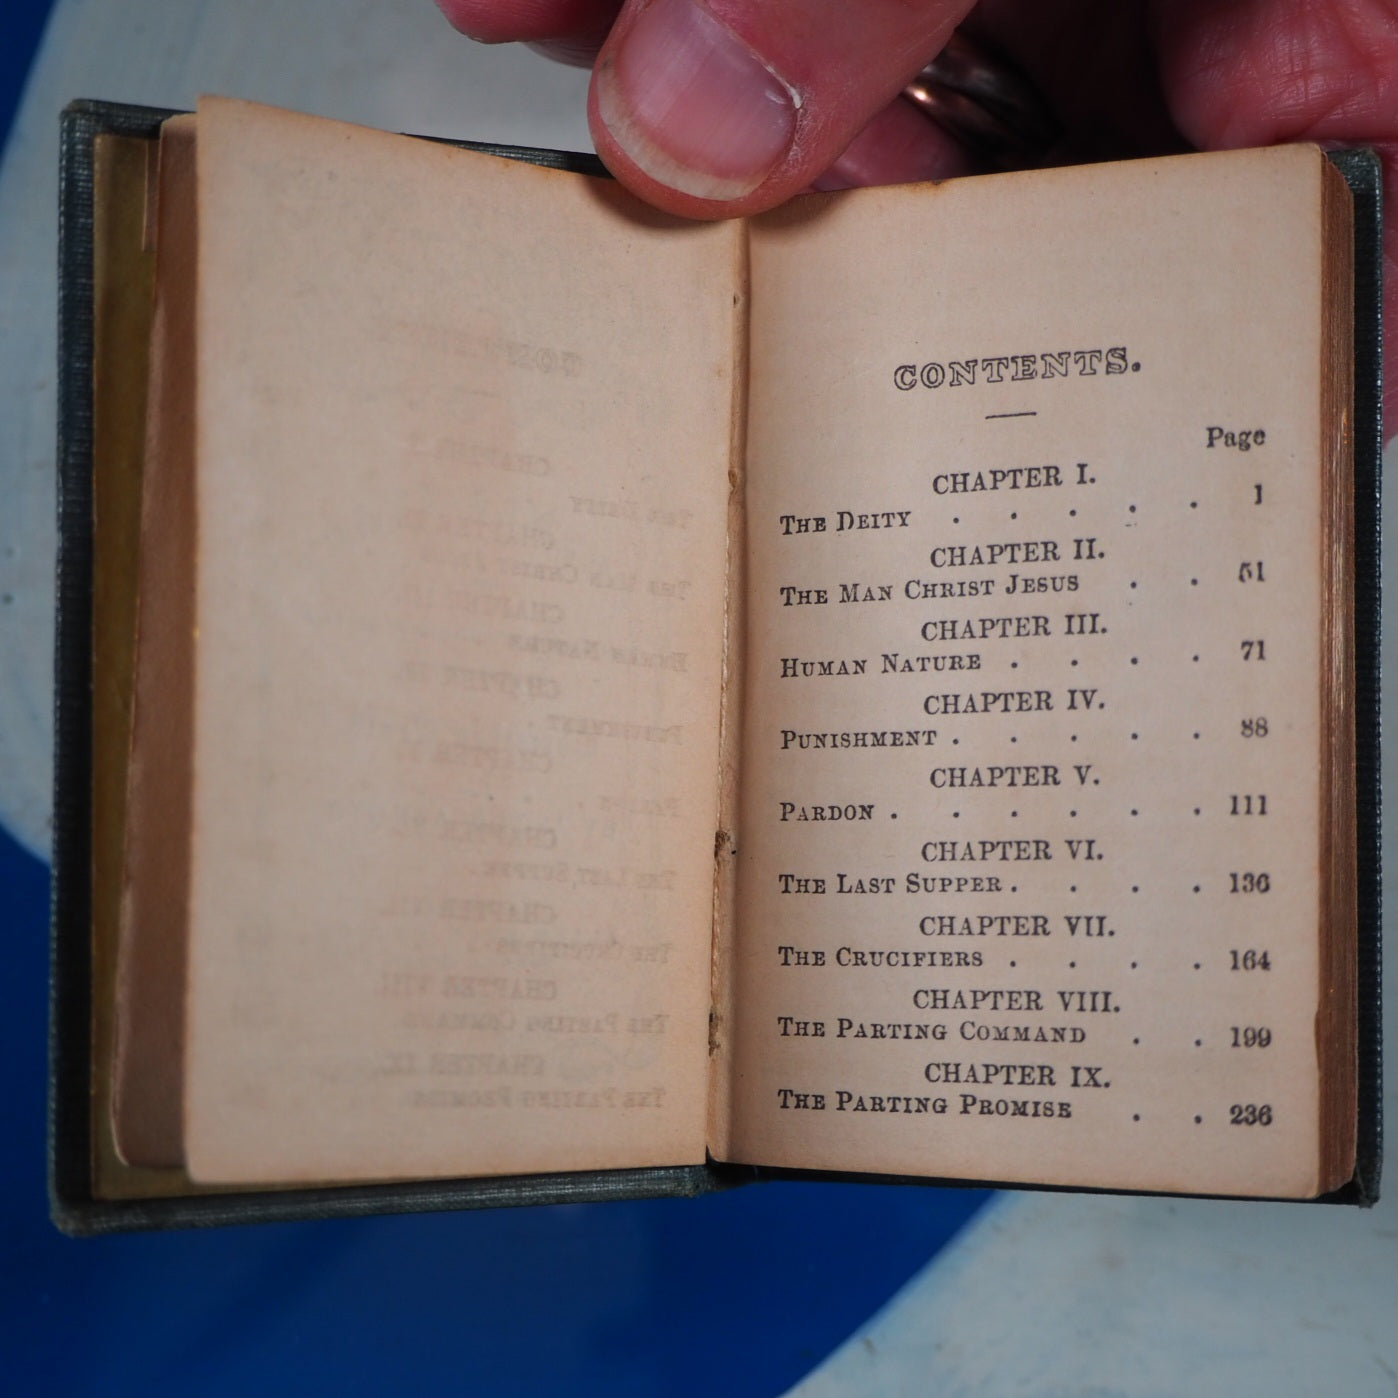 CONTENTS.
Page
CHAPTER I.
THE DEITY . . . . . 1
CHAPTER II.
THE MAN CHRIST JESUS . . 51
CHAPTER III.
HUMAN NATURE . . . . 71
CHAPTER IV.
PUNISHMENT . . . . . 88
CHAPTER V.
PARDON . . . . . . 111
CHAPTER VI.
THE LAST SUPPER . . . . 136
CHAPTER VII.
THE CRUCIFIERS . . . . 164
CHAPTER VIII.
THE PARTING COMMAND . . 199
CHAPTER IX.
THE PARTING PROMISE . . 236